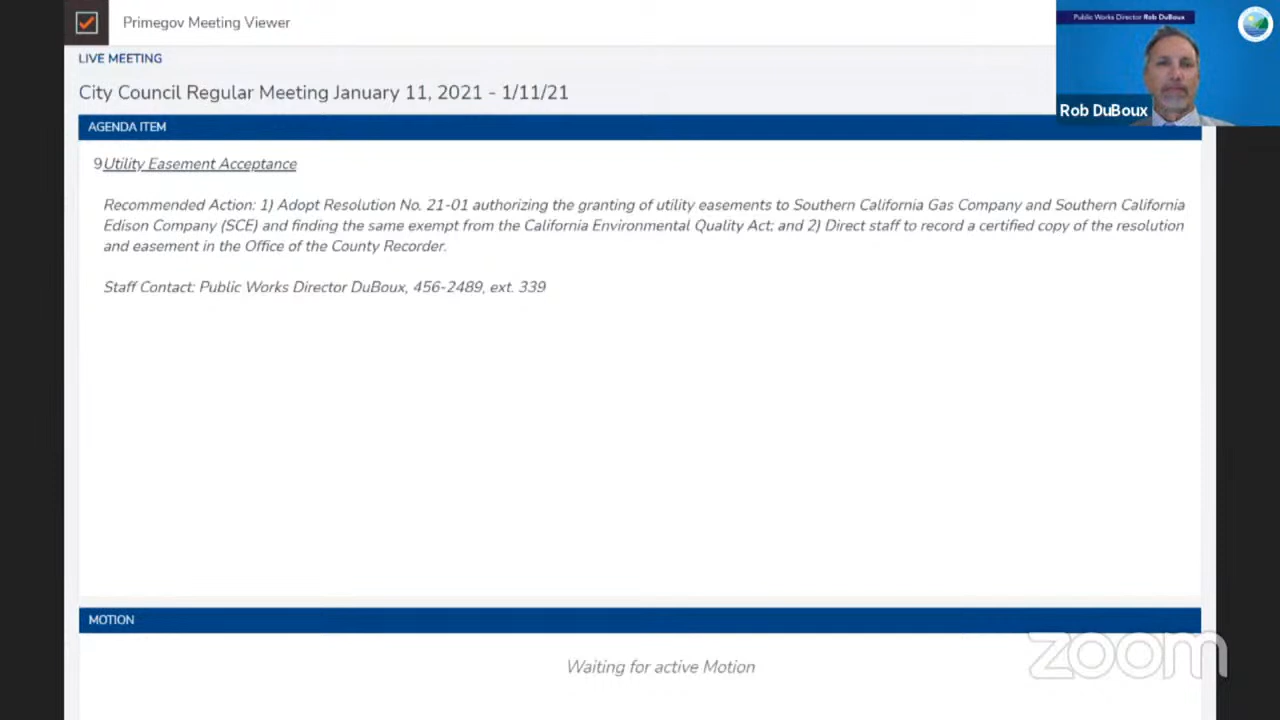 Primegov Meeting Viewer
Public Works Director Rob DuBoux
LIVE MEETING
City Council Regular Meeting January 11, 2021 - 1/11/21
Rob DuBoux
AGENDA ITEM
9 Utility Easement Acceptance
Recommended Action: 1) Adopt Resolution No. 21-01 authorizing the granting of utility easements to Southern California Gas Company and Southern California
Edison Company (SCE) and finding the same exempt from the California Environmental Quality Act; and 2) Direct staff to record a certified copy of the resolution
and easement in the Office of the County Recorder.
Staff Contact: Public Works Director DuBoux, 456-2489, ext. 339
MOTION
Waiting for active Motion
zoom